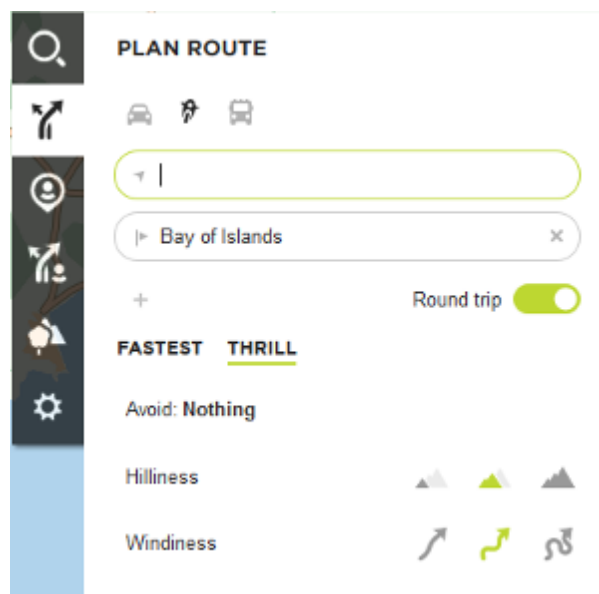 PLAN ROUTE
Bay of Islands
Round trip
FASTEST THRILL
Avoid: Nothing
Hilliness
Windiness